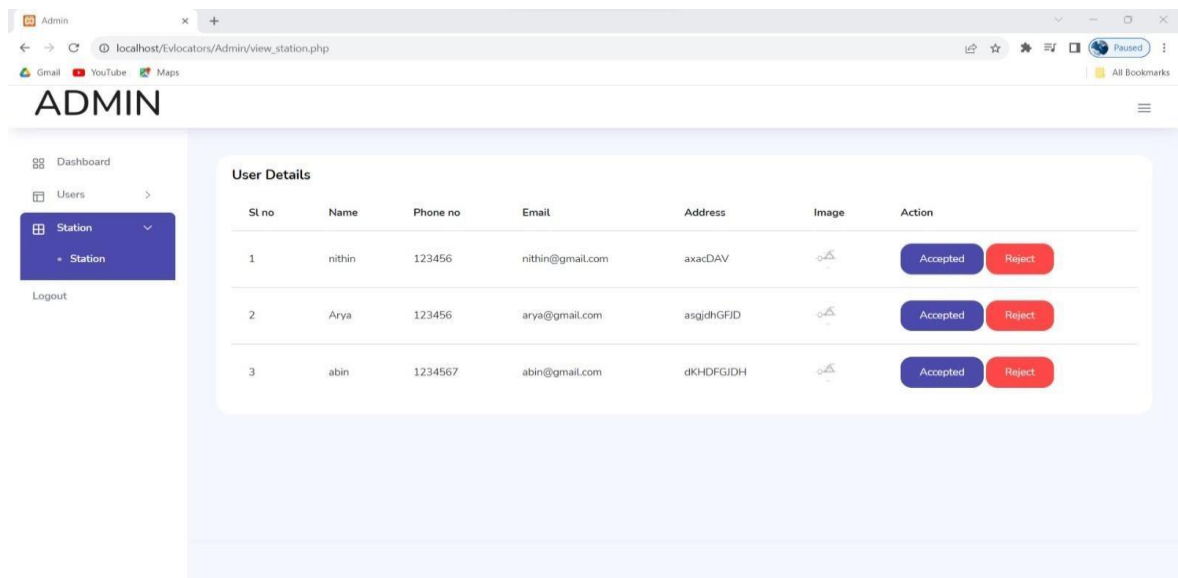 Admin
localhost/Evlocators/Admin/view_station.php
Paused
Gmail YouTube Maps All Bookmarks
ADMIN
Dashboard
Users
Station
Station
Logout
User Details
Sl no Name Phone no Email Address Image Action
1 nithin 123456 nithin@gmail.com axacDAV Accepted Reject
2 Arya 123456 arya@gmail.com asgjdhGFJD Accepted Reject
3 abin 1234567 abin@gmail.com dKHDFGJDH Accepted Reject